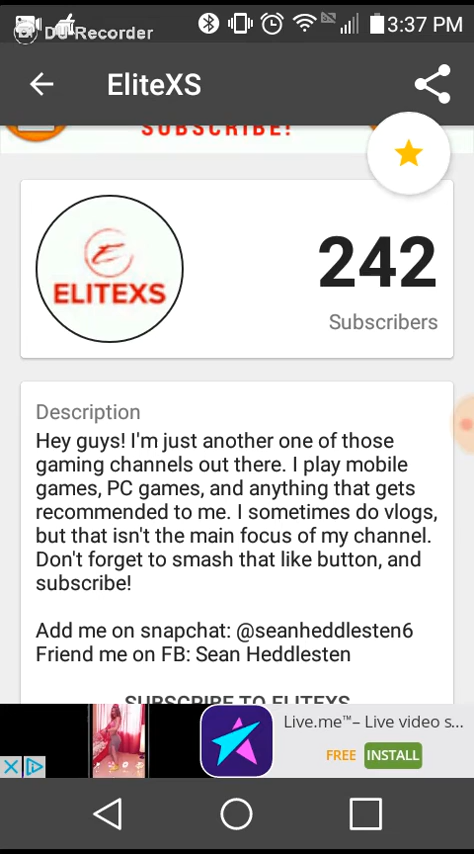 DU Recorder
3:37 PM
EliteXS
SUBSCRIBE!
ELITEXS
242
Subscribers
Description
Hey guys! I'm just another one of those
gaming channels out there. I play mobile
games, PC games, and anything that gets
recommended to me. I sometimes do vlogs,
but that isn't the main focus of my channel.
Don't forget to smash that like button, and
subscribe!
Add me on snapchat: @seanheddlesten6
Friend me on FB: Sean Heddlesten
SUBSCRIBE TO ELITEXS
Live.me™– Live video s...
FREE INSTALL